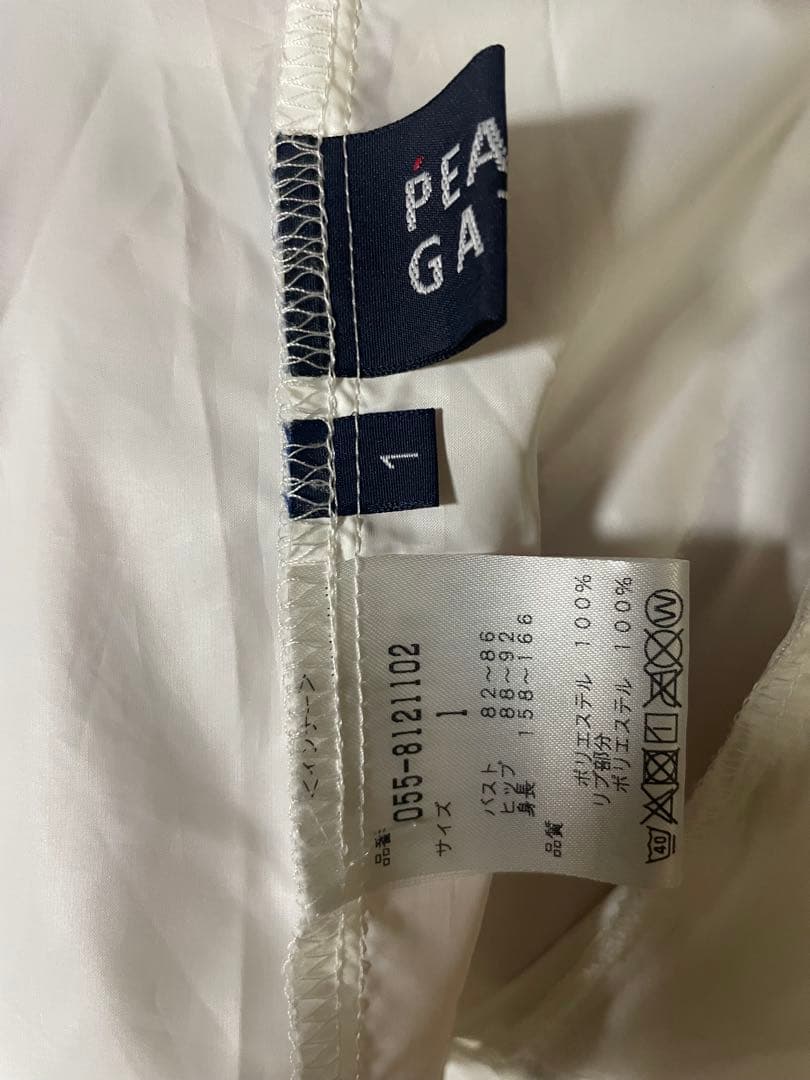 PEA
GA
1
品番:
055-8121102
サイズ 1
バスト 82~86
ヒップ 88~92
身長 158~166
品質
ポリエステル 100%
リブ部分
ポリエステル 100%
40
W